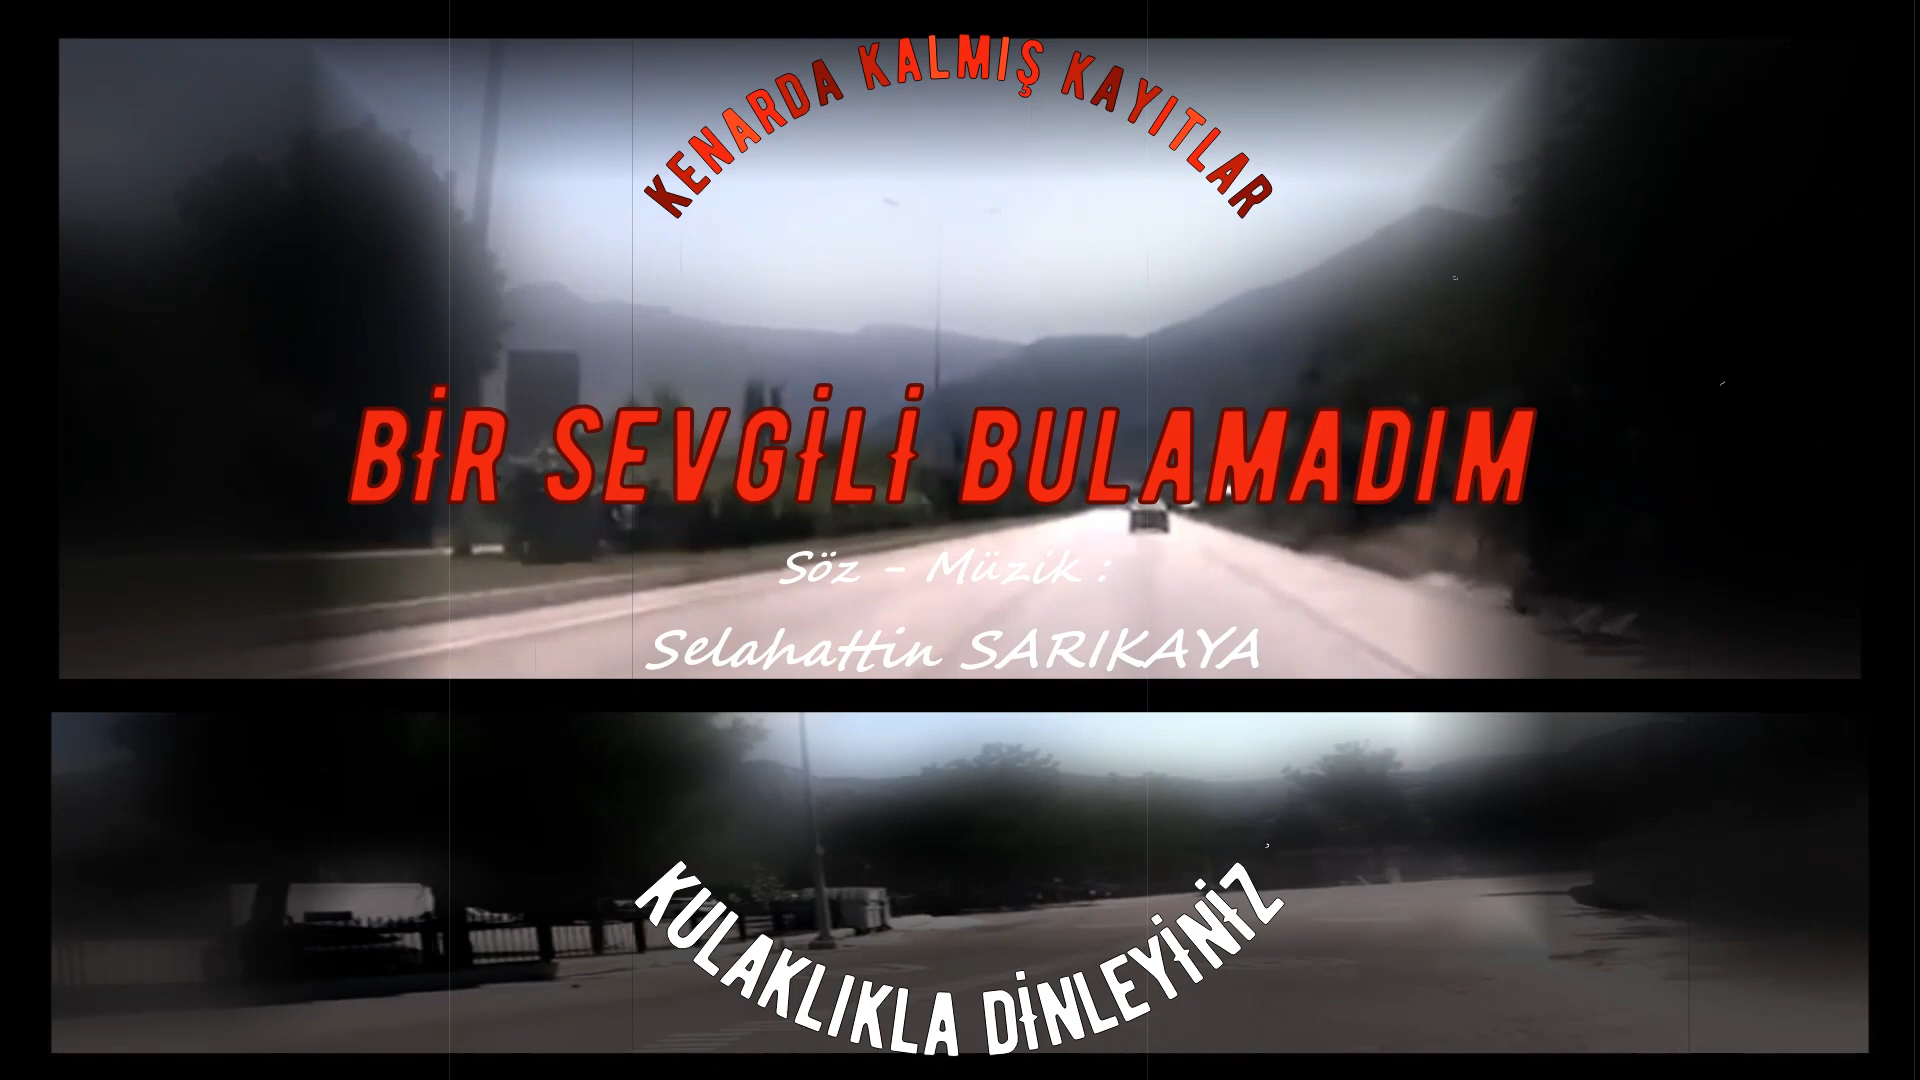 KENARDA KALMIŞ KAYITLAR
BİR SEVGİLİ BULAMADIM
Söz - Müzik :
Selahattin SARIKAYA
KULAKLIKLA DİNLEYİNİZ